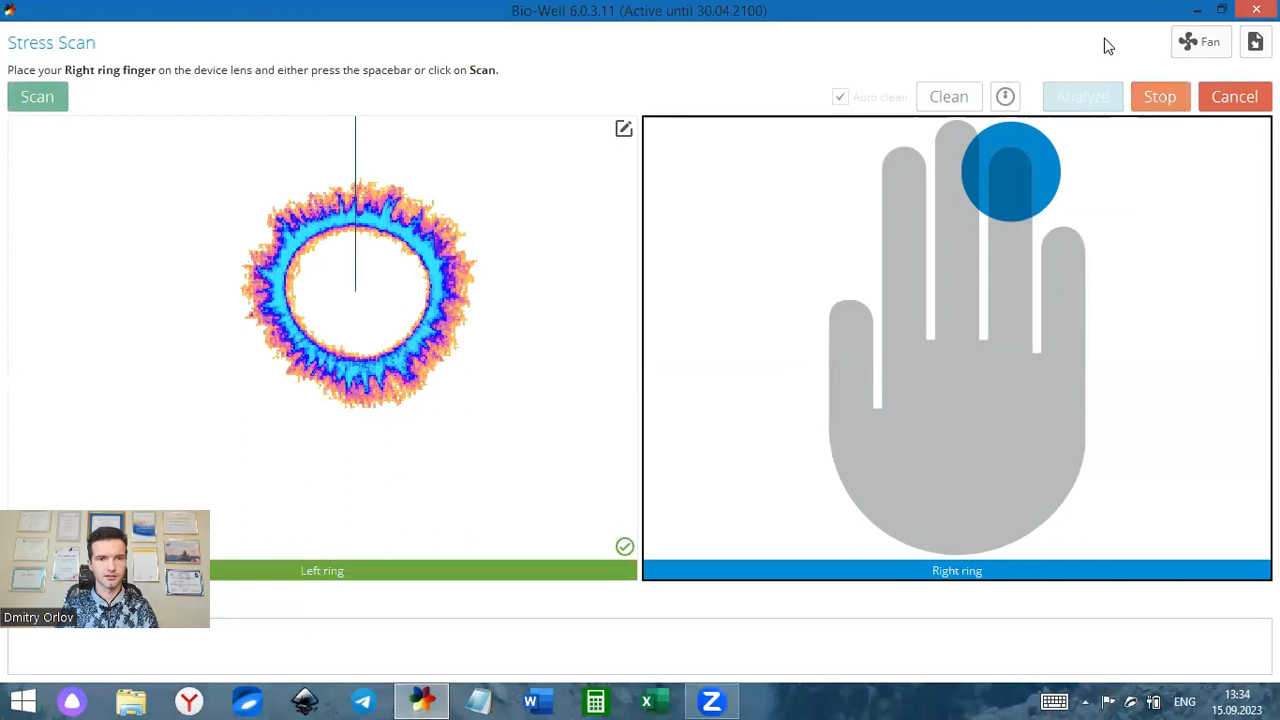 Bio-Well 6.0.3.11 (Active until 30.04.2100)
Stress Scan
Fan
Place your Right ring finger on the device lens and either press the spacebar or click on Scan.
Scan
Auto clean
Clean
Analyze
Stop
Cancel
Left ring
Right ring
Dmitry Orlov
ENG
13:34
15.09.2023